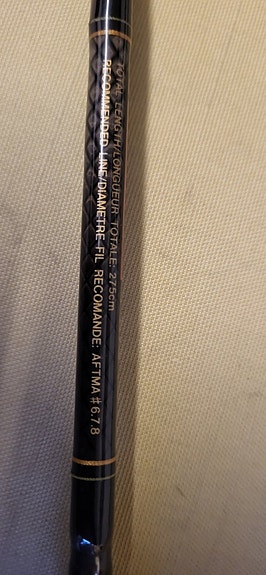 TOTAL LENGTH/LONGUEUR TOTALE: 275cm
RECOMMENDED LINE/DIAMETRE FIL RECOMANDE: AFTMA#6.7.8